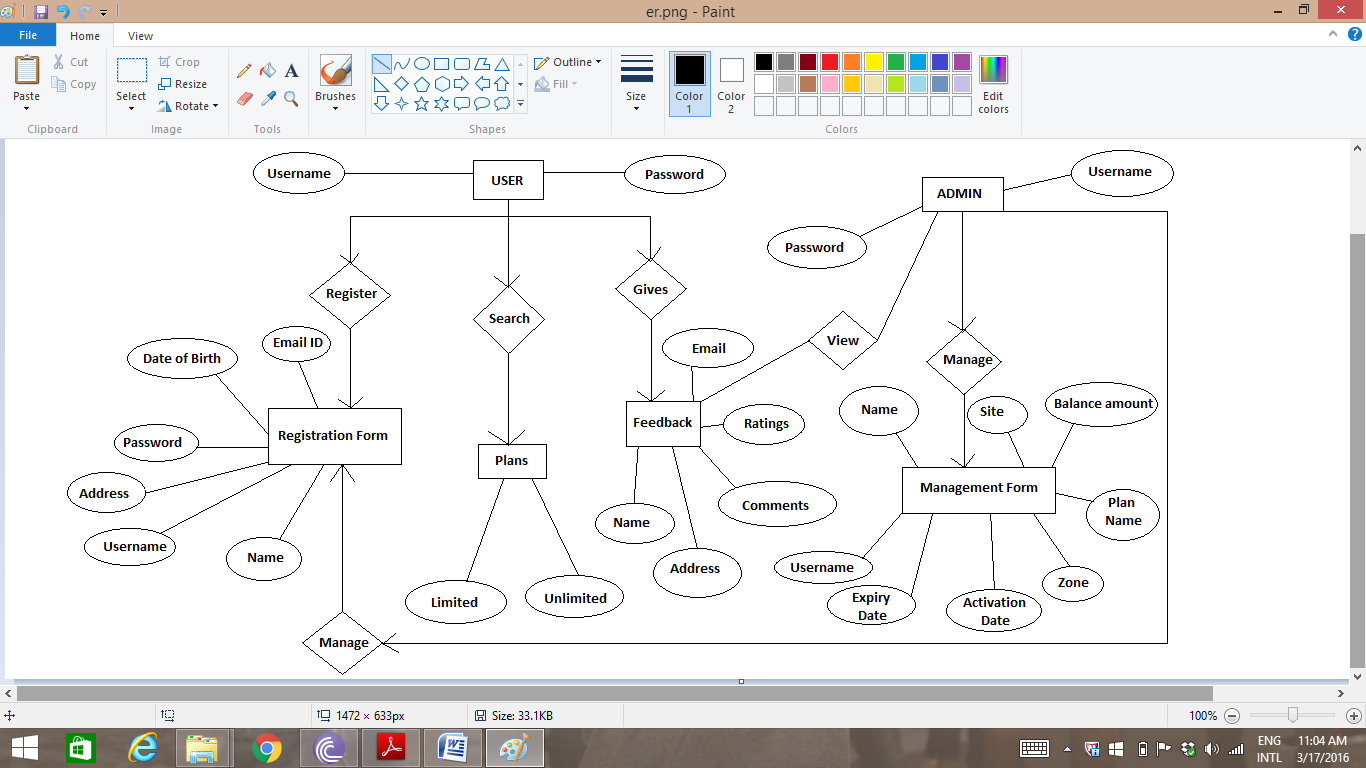 er.png - Paint
File
Home
View
Paste
Cut
Copy
Clipboard
Select
Crop
Resize
Rotate
Image
Tools
Brushes
Shapes
Outline
Fill
Size
Color
1
Color
2
Colors
Edit
colors
Username
USER
Password
ADMIN
Username
Password
Register
Search
Gives
View
Manage
Date of Birth
Email ID
Email
Name
Site
Balance amount
Registration Form
Password
Address
Username
Name
Plans
Limited
Unlimited
Feedback
Ratings
Comments
Name
Address
Management Form
Plan
Name
Username
Expiry
Date
Activation
Date
Zone
Manage
1472 × 633px
Size: 33.1KB
100%
ENG
INTL
11:04 AM
3/17/2016